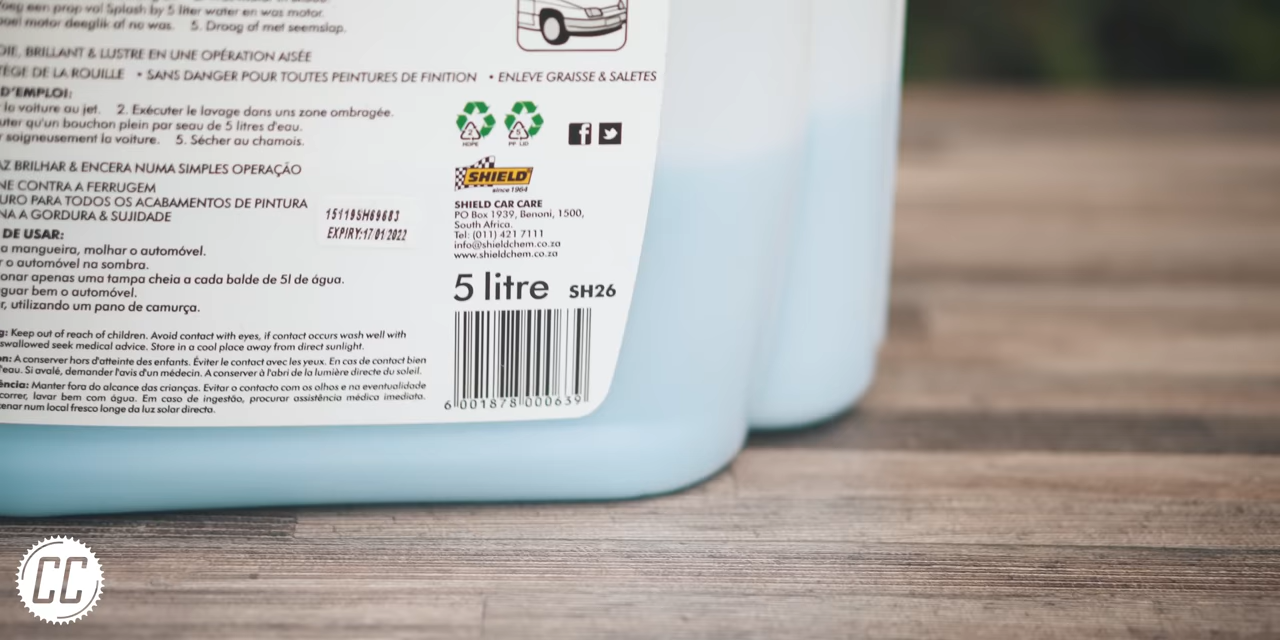 een prop vol Splash by 5 liter water en was motor.
motor deeglik af no was. 5. Droog af met seemslap.
BRILLANT & LUSTRE EN UNE OPÉRATION AISÉE
DE LA ROUILLE • SANS DANGER POUR TOUTES PEINTURES DE FINITION • ENLEVE GRAISSE & SALETES
D'EMPLOI:
la voiture au jet. 2. Exécuter le lavage dans uns zone ombragée.
uter qu'un bouchon plein par seau de 5 litres d'eau.
r soigneusement la voiture. 5. Sécher au chamois.
AZ BRILHAR & ENCERA NUMA SIMPLES OPERAÇÃO
NE CONTRA A FERRUGEM
URO PARA TODOS OS ACABAMENTOS DE PINTURA
NA A GORDURA & SUJIDADE
DE USAR:
a mangueira, molhar o automóvel.
r o automóvel na sombra.
onar apenas uma tampa cheia a cada balde de 5l de água.
guar bem o automóvel.
r, utilizando um pano de camurça.
g: Keep out of reach of children. Avoid contact with eyes, if contact occurs wash well with
swallowed seek medical advice. Store in a cool place away from direct sunlight.
on: A conserver hors d'atteinte des enfants. Éviter le contact avec les yeux. En cas de contact bien
'eau. Si avalé, demander l'avis d'un médecin. A conserver à l'abri de la lumière directe du soleil.
ência: Manter fora do alcance das crianças. Evitar o contacto com os olhos e na eventualidade
correr, lavar bem com água. Em caso de ingestão, procurar assistência médica imediata.
enar num local fresco longe da luz solar directa.
15119SH69683
EXPIRY:17/01/2022
2
HDPE
5
PP LID
SHIELD
since 1964
SHIELD CAR CARE
PO Box 1939, Benoni, 1500,
South Africa.
Tel: (011) 421 7111
info@shieldchem.co.za
www.shieldchem.co.za
5 litre SH26
6 001878 000639
CC